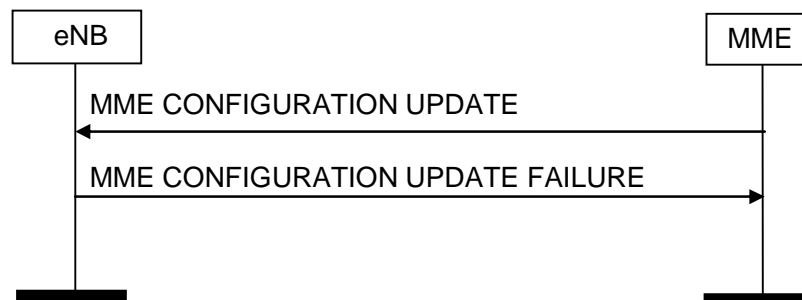 eNB
MME
MME CONFIGURATION UPDATE
MME CONFIGURATION UPDATE FAILURE